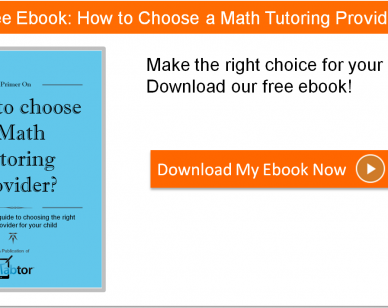 ee Ebook: How to Choose a Math Tutoring Provid
Make the right choice for your
Download our free ebook!
Download My Ebook Now
Primer On
to choose
Math
toring
ovider?
guide to choosing the right
ovider for your child
Publication of
Tabtor